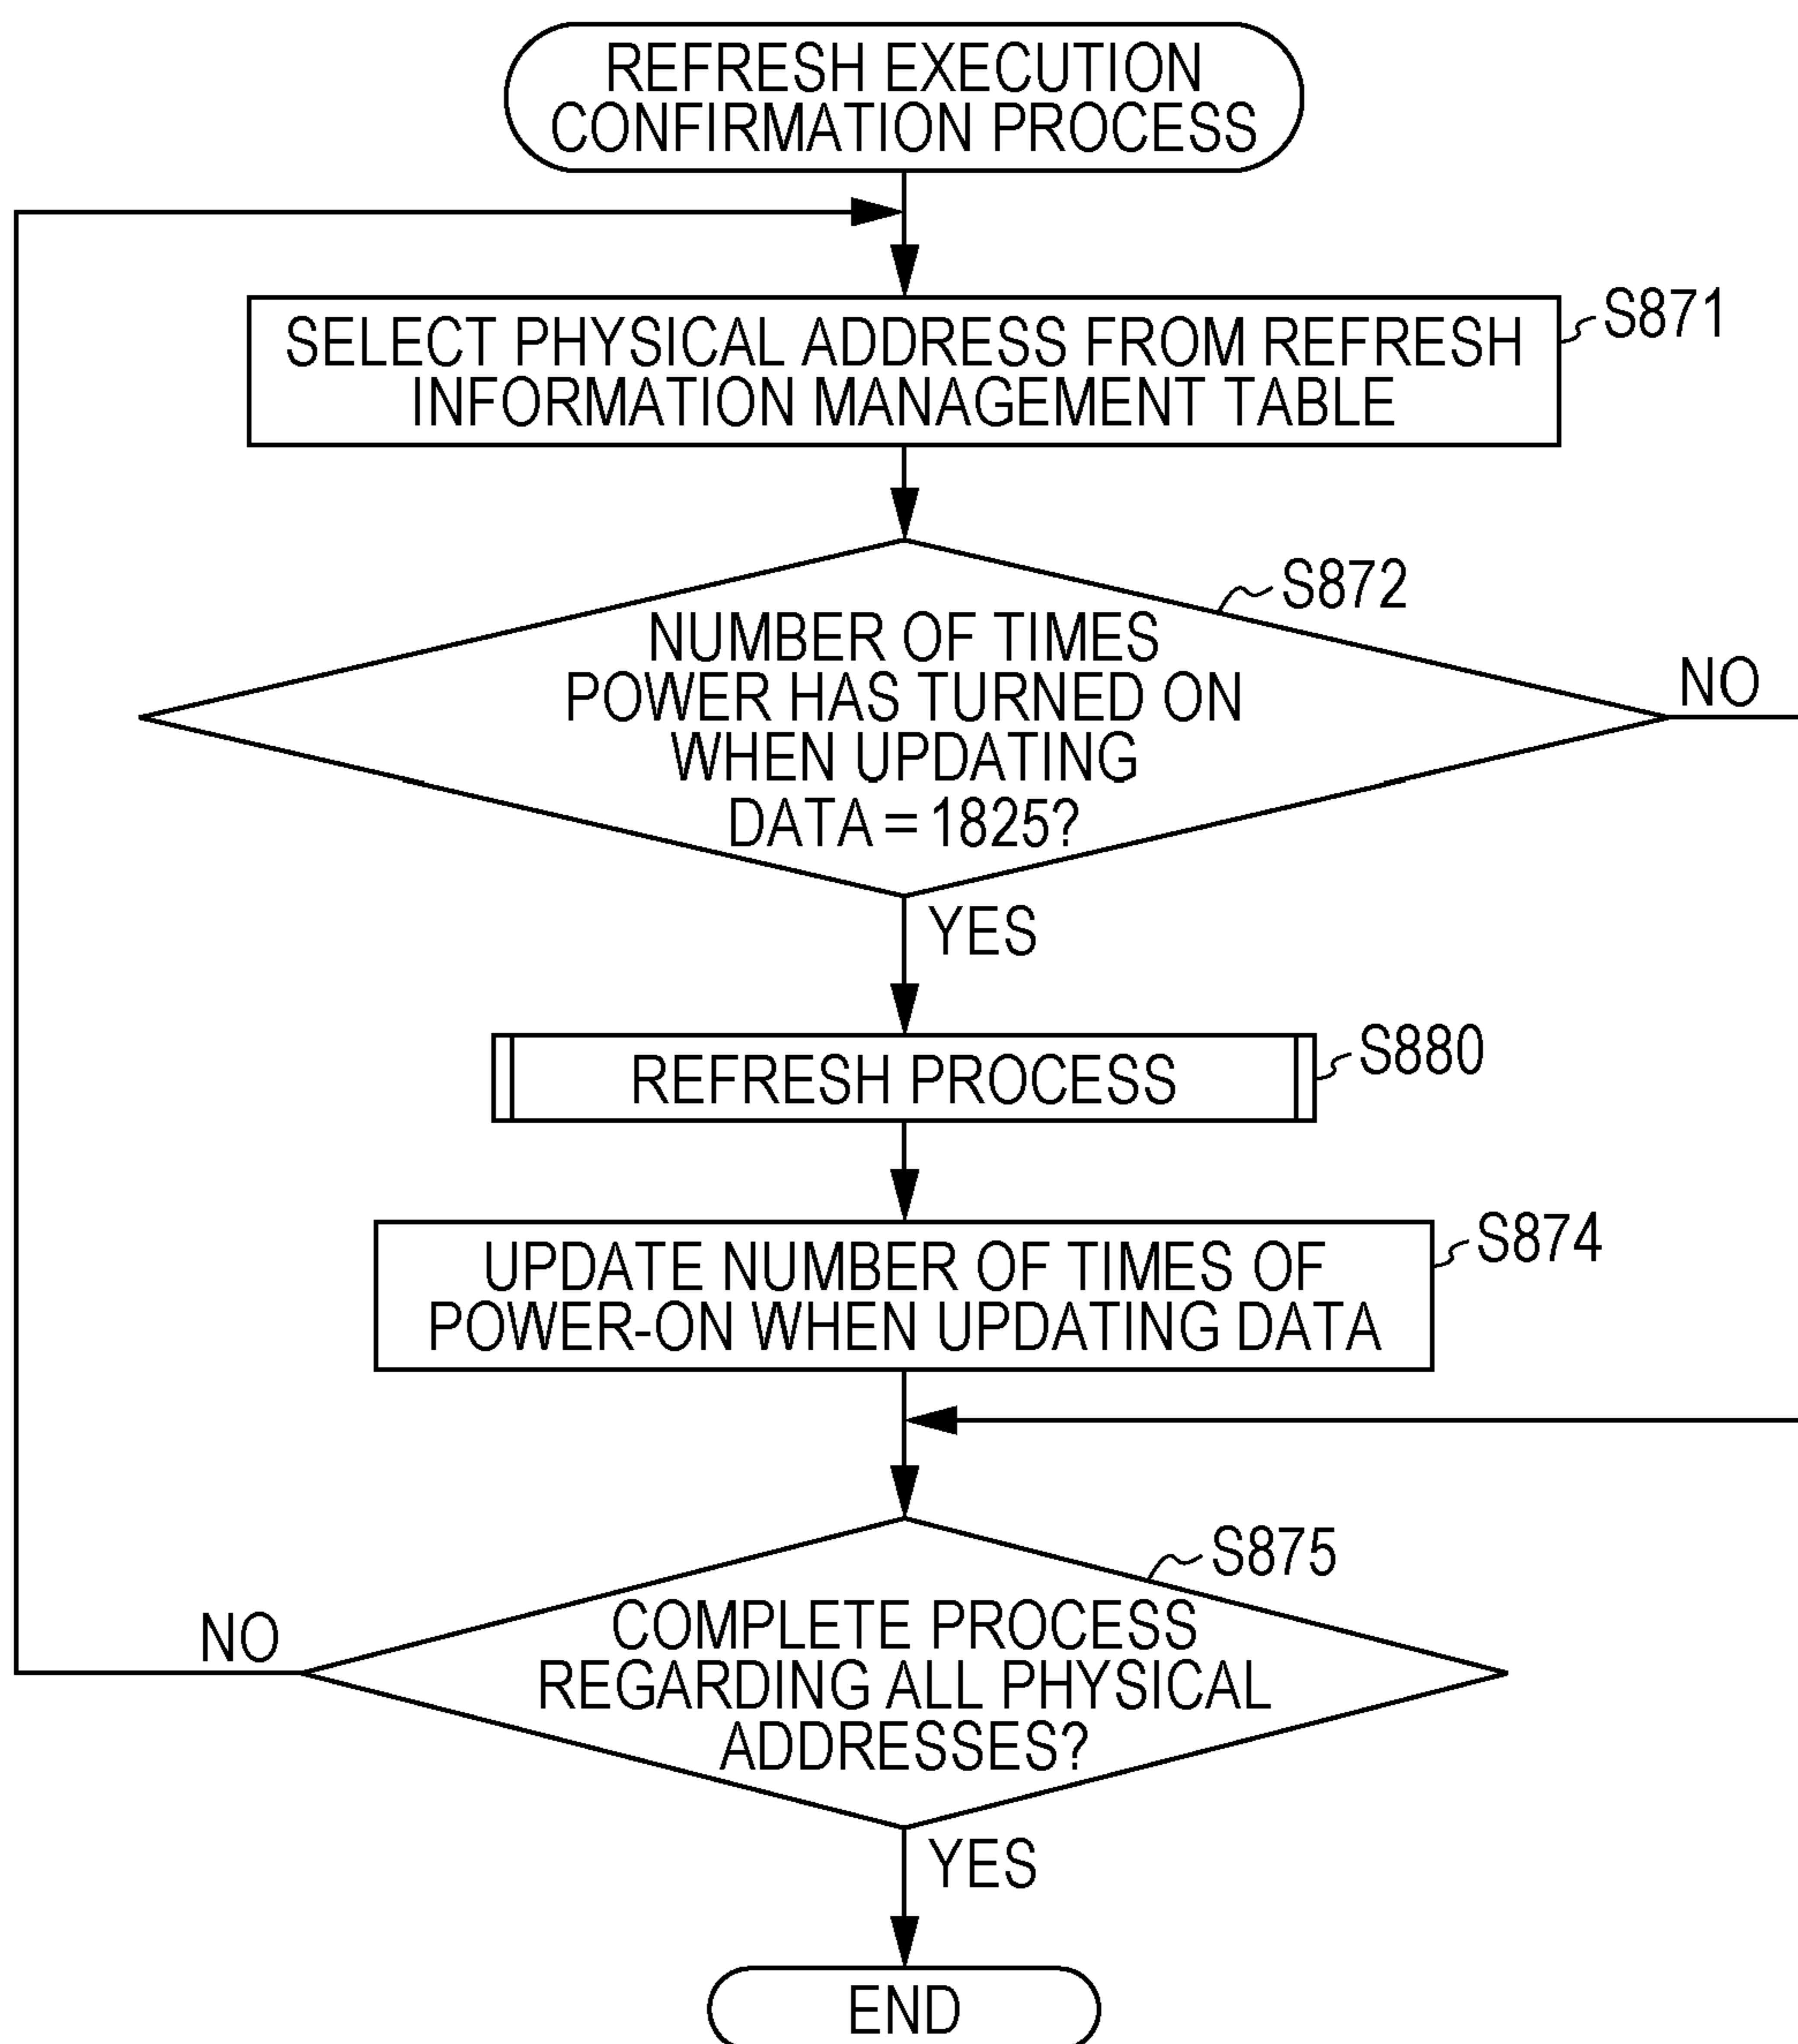 REFRESH EXECUTION
CONFIRMATION PROCESS
SELECT PHYSICAL ADDRESS FROM REFRESH
INFORMATION MANAGEMENT TABLE
S871
S872
NUMBER OF TIMES
POWER HAS TURNED ON
WHEN UPDATING
DATA = 1825?
NO
YES
REFRESH PROCESS
S880
UPDATE NUMBER OF TIMES OF
POWER-ON WHEN UPDATING DATA
S874
S875
COMPLETE PROCESS
REGARDING ALL PHYSICAL
ADDRESSES?
NO
YES
END